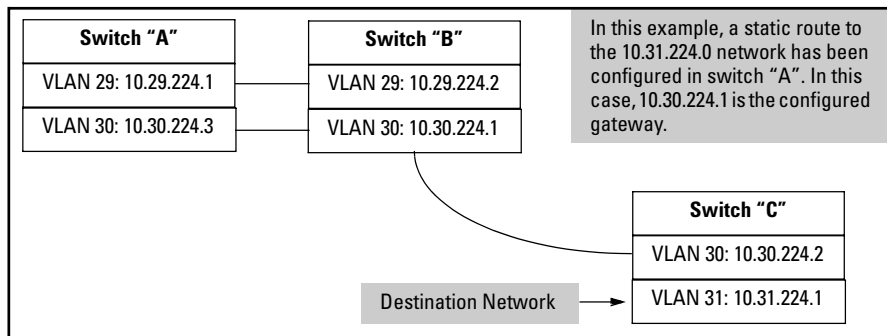 Switch “A”
VLAN 29: 10.29.224.1
VLAN 30: 10.30.224.3
Switch “B”
VLAN 29: 10.29.224.2
VLAN 30: 10.30.224.1
In this example, a static route to
the 10.31.224.0 network has been
configured in switch “A”. In this
case, 10.30.224.1 is the configured
gateway.
Switch “C”
VLAN 30: 10.30.224.2
VLAN 31: 10.31.224.1
Destination Network